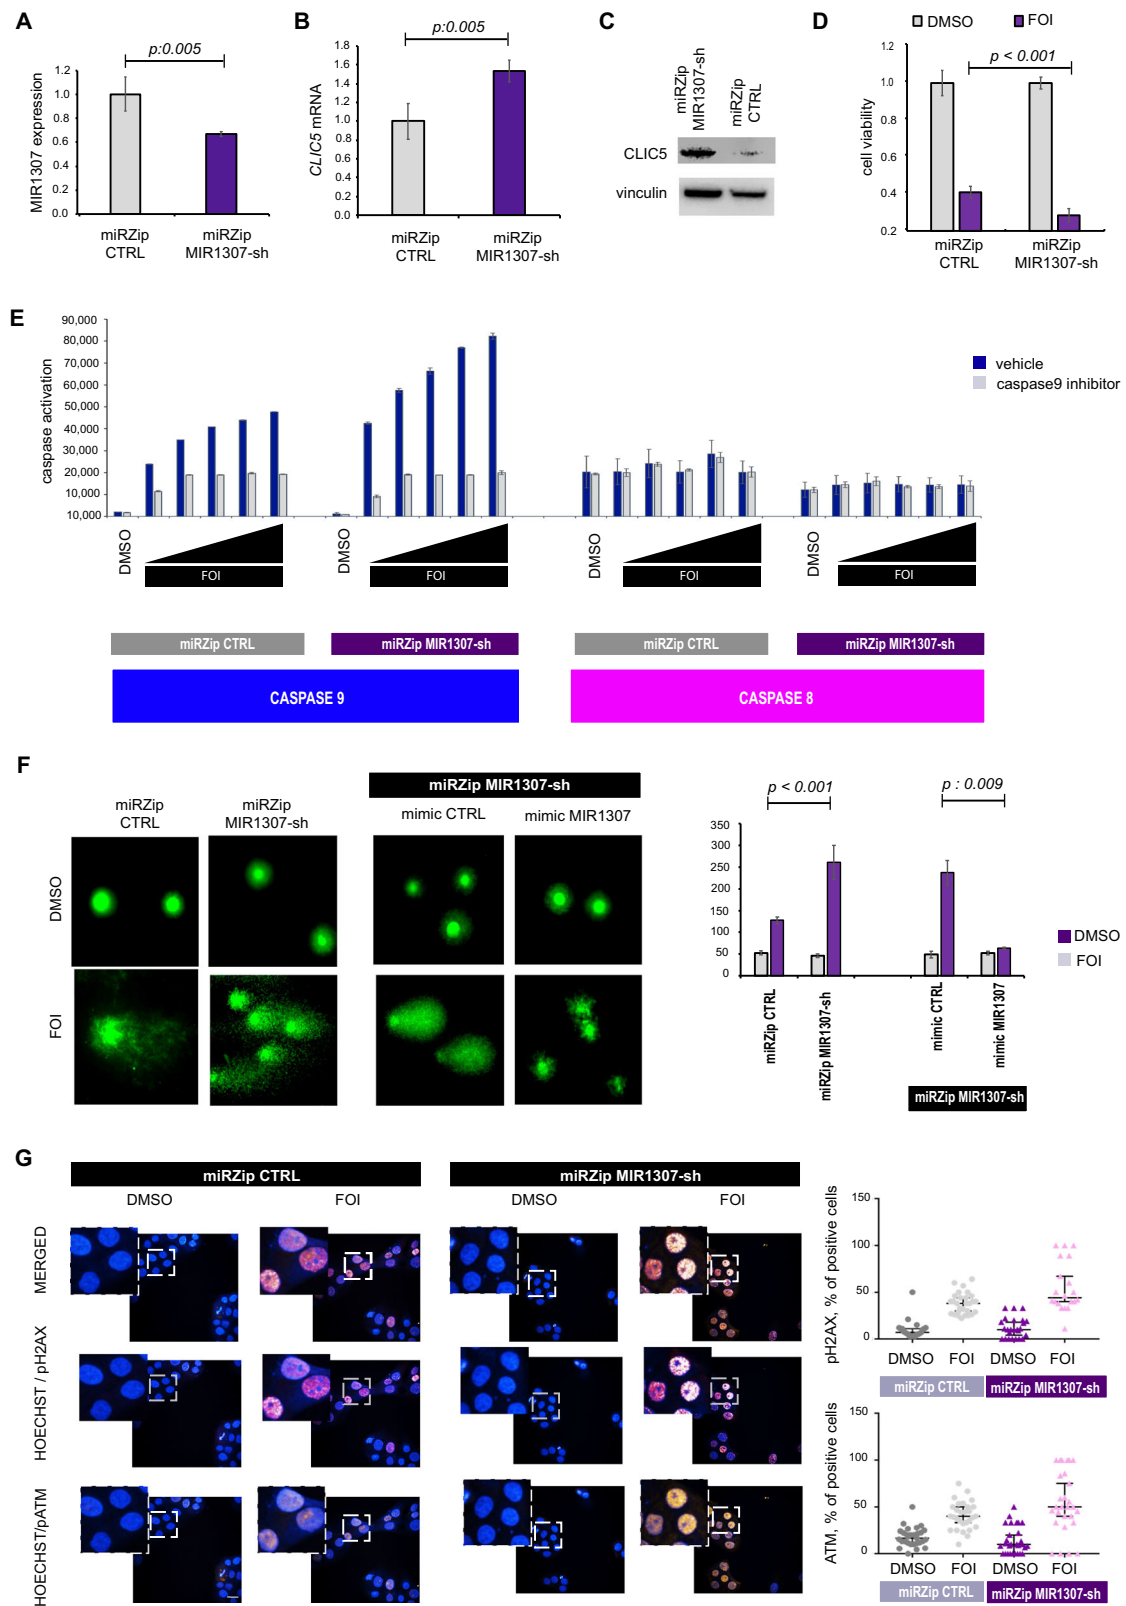 A
p:0.005
MIR1307 expression
1.2
1.0
0.8
0.6
0.4
0.2
0.0
miRZip
CTRL
miRZip
MIR1307-sh
B
p:0.005
CLIC5 mRNA
1.8
1.6
1.4
1.2
1.0
0.8
0.6
0.4
0.2
0.0
miRZip
CTRL
miRZip
MIR1307-sh
C
miRZip
MIR1307-sh
miRZip
CTRL
CLIC5
vinculin
D
DMSO
FOI
p < 0.001
cell viability
1.2
1.0
0.8
0.6
0.4
0.2
miRZip
CTRL
miRZip
MIR1307-sh
E
caspase activation
90,000
80,000
70,000
60,000
50,000
40,000
30,000
20,000
10,000
10,000
vehicle
caspase9 inhibitor
DMSO
FOI
DMSO
FOI
DMSO
FOI
DMSO
FOI
miRZip CTRL
miRZip MIR1307-sh
miRZip CTRL
miRZip MIR1307-sh
CASPASE 9
CASPASE 8
F
miRZip
CTRL
miRZip
MIR1307-sh
miRZip MIR1307-sh
mimic CTRL
mimic MIR1307
DMSO
FOI
p < 0.001
p : 0.009
350
300
250
200
150
100
50
0
DMSO
FOI
miRZip CTRL
miRZip MIR1307-sh
mimic CTRL
mimic MIR1307
miRZip MIR1307-sh
G
miRZip CTRL
miRZip MIR1307-sh
DMSO
FOI
DMSO
FOI
MERGED
HOECHST / pH2AX
HOECHST/pATM
pH2AX, % of positive cells
150
100
50
0
DMSO
FOI
DMSO
FOI
miRZip CTRL
miRZip MIR1307-sh
ATM, % of positive cells
150
100
50
0
DMSO
FOI
DMSO
FOI
miRZip CTRL
miRZip MIR1307-sh